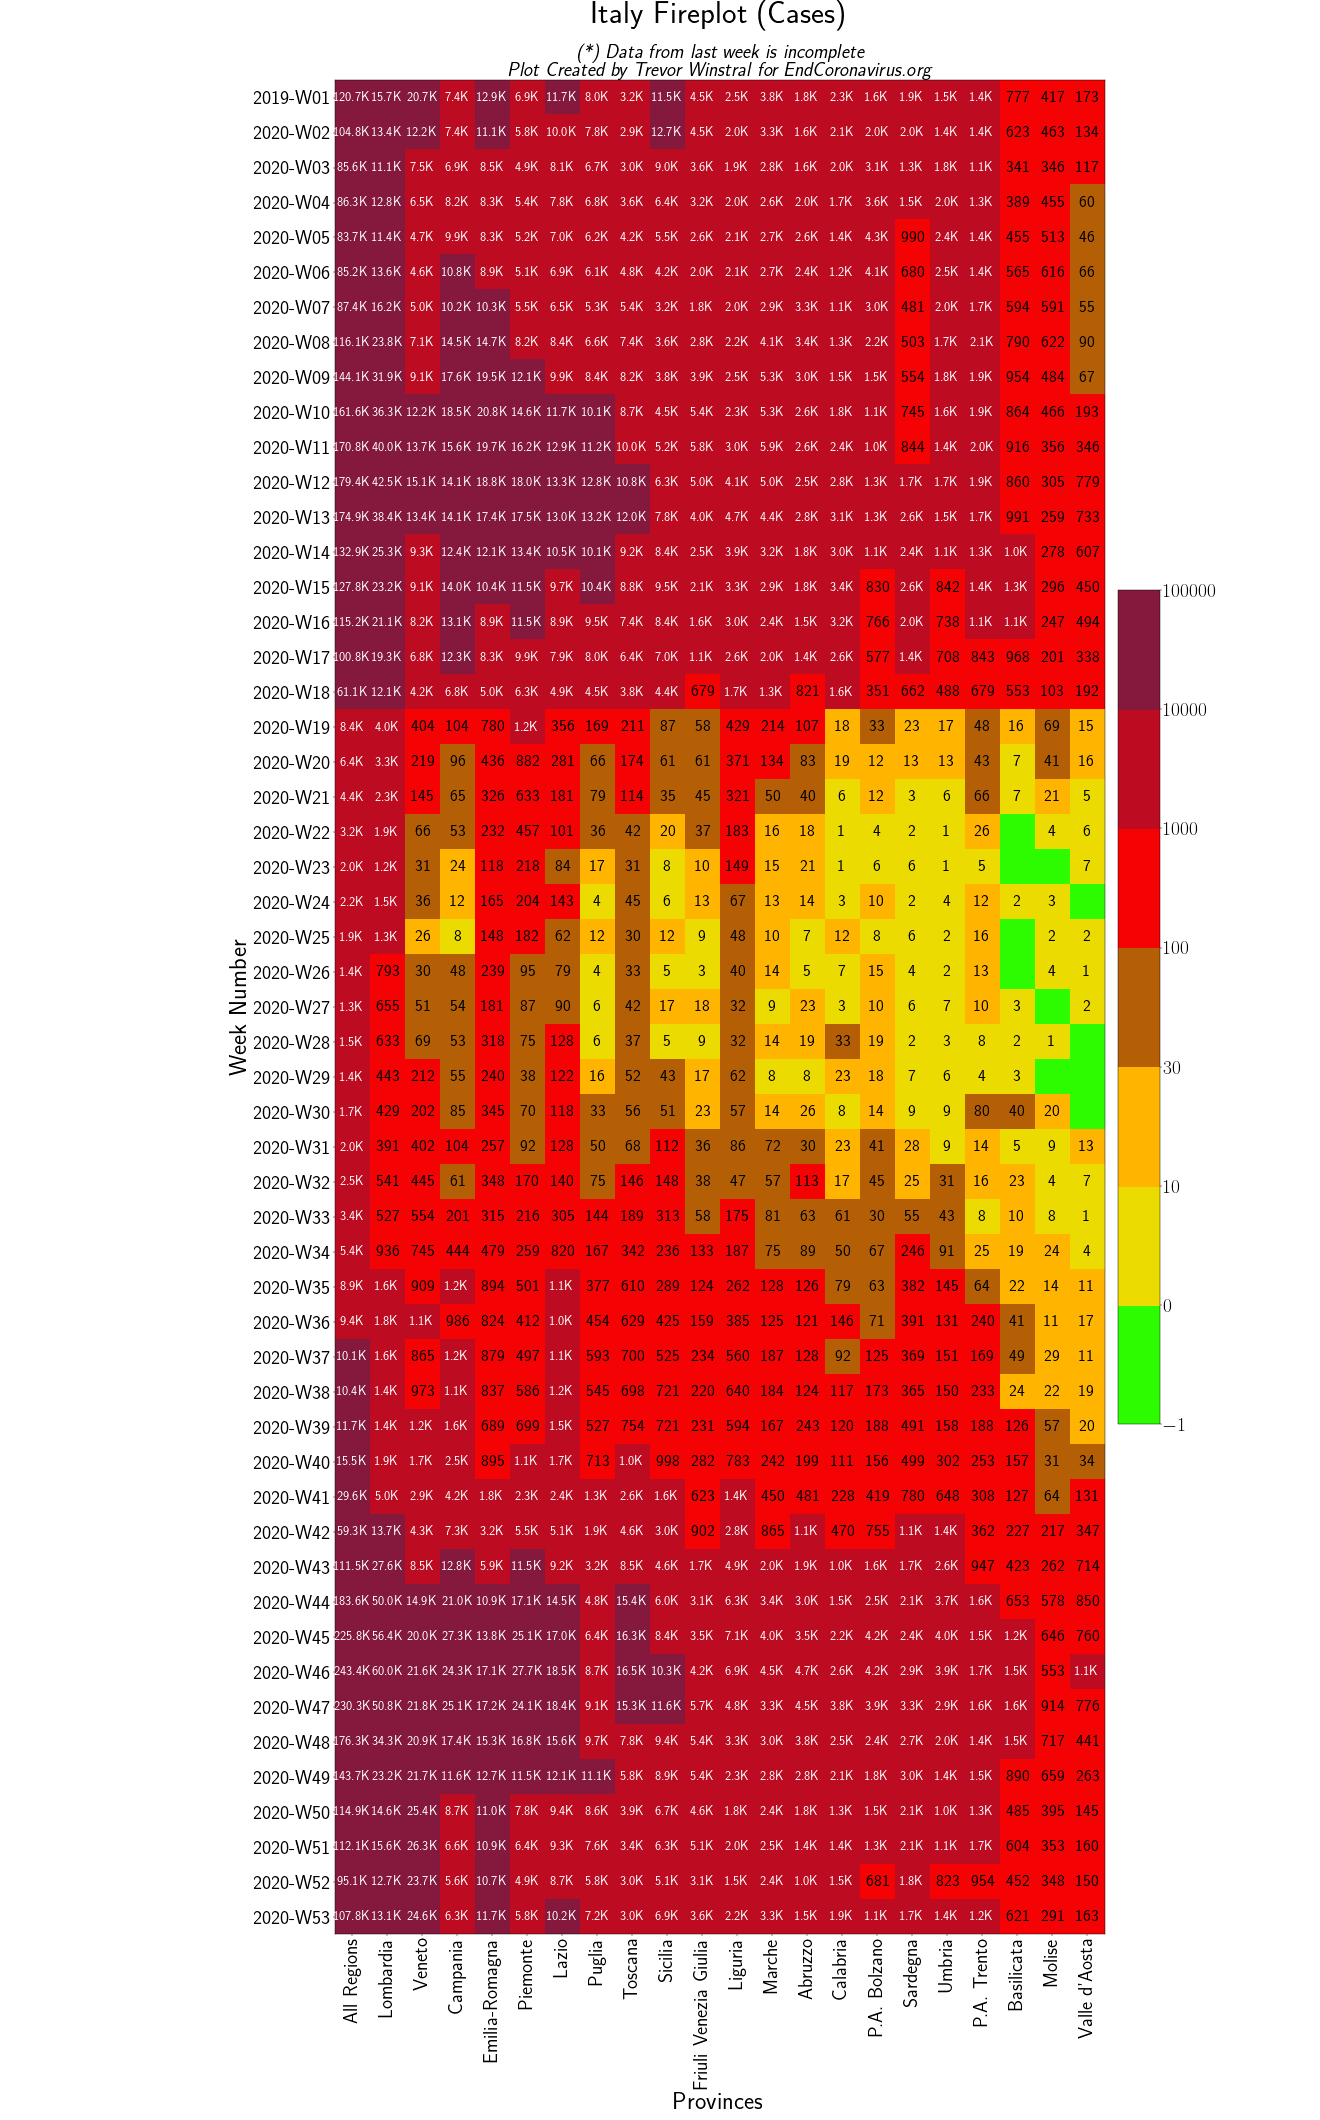 Italy Fireplot (Cases)
(*) Data from last week is incomplete
Plot Created by Trevor Winstral for EndCoronavirus.org
2019-W01 120.7K 15.7K 20.7K 7.4K 12.9K 6.9K 11.7K 8.0K 3.2K 11.5K 4.5K 2.5K 3.8K 1.8K 2.3K 1.6K 1.9K 1.5K 1.4K 777 417 173
2020-W02 104.8K 13.4K 12.2K 7.4K 11.1K 5.8K 10.0K 7.8K 2.9K 12.7K 4.5K 2.0K 3.3K 1.6K 2.1K 2.0K 2.0K 1.4K 1.4K 623 463 134
2020-W03 85.6K 11.1K 7.5K 6.9K 8.5K 4.9K 8.1K 6.7K 3.0K 9.0K 3.6K 1.9K 2.8K 1.6K 2.0K 3.1K 1.3K 1.8K 1.1K 341 346 117
2020-W04 86.3K 12.8K 6.5K 8.2K 8.3K 5.4K 7.8K 6.8K 3.6K 6.4K 3.2K 2.0K 2.6K 2.0K 1.7K 3.6K 1.5K 2.0K 1.3K 389 455 60
2020-W05 83.7K 11.4K 4.7K 9.9K 8.3K 5.2K 7.0K 6.2K 4.2K 5.5K 2.6K 2.1K 2.7K 2.6K 1.4K 4.3K 990 2.4K 1.4K 455 513 46
2020-W06 85.2K 13.6K 4.6K 10.8K 8.9K 5.1K 6.9K 6.1K 4.8K 4.2K 2.0K 2.1K 2.7K 2.4K 1.2K 4.1K 680 2.5K 1.4K 565 616 66
2020-W07 87.4K 16.2K 5.0K 10.2K 10.3K 5.5K 6.5K 5.3K 5.4K 3.2K 1.8K 2.0K 2.9K 3.3K 1.1K 3.0K 481 2.0K 1.7K 594 591 55
2020-W08 116.1K 23.8K 7.1K 14.5K 14.7K 8.2K 8.4K 6.6K 7.4K 3.6K 2.8K 2.2K 4.1K 3.4K 1.3K 2.2K 503 1.7K 2.1K 790 622 90
2020-W09 144.1K 31.9K 9.1K 17.6K 19.5K 12.1K 9.9K 8.4K 8.2K 3.8K 3.9K 2.5K 5.3K 3.0K 1.5K 1.5K 554 1.8K 1.9K 954 484 67
2020-W10 161.6K 36.3K 12.2K 18.5K 20.8K 14.6K 11.7K 10.1K 8.7K 4.5K 5.4K 2.3K 5.3K 2.6K 1.8K 1.1K 745 1.6K 1.9K 864 466 193
2020-W11 170.8K 40.0K 13.7K 15.6K 19.7K 16.2K 12.9K 11.2K 10.0K 5.2K 5.8K 3.0K 5.9K 2.6K 2.4K 1.0K 844 1.4K 2.0K 916 356 346
2020-W12 179.4K 42.5K 15.1K 14.1K 18.8K 18.0K 13.3K 12.8K 10.8K 6.3K 5.0K 4.1K 5.0K 2.5K 2.8K 1.3K 1.7K 1.7K 1.9K 860 305 779
2020-W13 174.9K 38.4K 13.4K 14.1K 17.4K 17.5K 13.0K 13.2K 12.0K 7.8K 4.0K 4.7K 4.4K 2.8K 3.1K 1.3K 2.6K 1.5K 1.7K 991 259 733
2020-W14 132.9K 25.3K 9.3K 12.4K 12.1K 13.4K 10.5K 10.1K 9.2K 8.4K 2.5K 3.9K 3.2K 1.8K 3.0K 1.1K 2.4K 1.1K 1.3K 1.0K 278 607
2020-W15 127.8K 23.2K 9.1K 14.0K 10.4K 11.5K 9.7K 10.4K 8.8K 9.5K 2.1K 3.3K 2.9K 1.8K 3.4K 830 2.6K 842 1.4K 1.3K 296 450
2020-W16 115.2K 21.1K 8.2K 13.1K 8.9K 11.5K 8.9K 9.5K 7.4K 8.4K 1.6K 3.0K 2.4K 1.5K 3.2K 766 2.0K 738 1.1K 1.1K 247 494
2020-W17 100.8K 19.3K 6.8K 12.3K 8.3K 9.9K 7.9K 8.0K 6.4K 7.0K 1.1K 2.6K 2.0K 1.4K 2.6K 577 1.4K 708 843 968 201 338
2020-W18 61.1K 12.1K 4.2K 6.8K 5.0K 6.3K 4.9K 4.5K 3.8K 4.4K 679 1.7K 1.3K 821 1.6K 351 662 488 679 553 103 192
2020-W19 8.4K 4.0K 404 104 780 1.2K 356 169 211 87 58 429 214 107 18 33 23 17 48 16 69 15
2020-W20 6.4K 3.3K 219 96 436 882 281 66 174 61 61 371 134 83 19 12 13 13 43 7 41 16
2020-W21 4.4K 2.3K 145 65 326 633 181 79 114 35 45 321 50 40 6 12 3 6 66 7 21 5
2020-W22 3.2K 1.9K 66 53 232 457 101 36 42 20 37 183 16 18 1 4 2 1 26 4 6
2020-W23 2.0K 1.2K 31 24 118 218 84 17 31 8 10 149 15 21 1 6 6 1 5 7
2020-W24 2.2K 1.5K 36 12 165 204 143 4 45 6 13 67 13 14 3 10 2 4 12 2 3
2020-W25 1.9K 1.3K 26 8 148 182 62 12 30 12 9 48 10 7 12 8 6 2 16 2 2
2020-W26 1.4K 793 30 48 239 95 79 4 33 5 3 40 14 5 7 15 4 2 13 4 1
2020-W27 1.3K 655 51 54 181 87 90 6 42 17 18 32 9 23 3 10 6 7 10 3 2
2020-W28 1.5K 633 69 53 318 75 128 6 37 5 9 32 14 19 33 19 2 3 8 2 1
2020-W29 1.4K 443 212 55 240 38 122 16 52 43 17 62 8 8 23 18 7 6 4 3
2020-W30 1.7K 429 202 85 345 70 118 33 56 51 23 57 14 26 8 14 9 9 80 40 20
2020-W31 2.0K 391 402 104 257 92 128 50 68 112 36 86 72 30 23 41 28 9 14 5 9 13
2020-W32 2.5K 541 445 61 348 170 140 75 146 148 38 47 57 113 17 45 25 31 16 23 4 7
2020-W33 3.4K 527 554 201 315 216 305 144 189 313 58 175 81 63 61 30 55 43 8 10 8 1
2020-W34 5.4K 936 745 444 479 259 820 167 342 236 133 187 75 89 50 67 246 91 25 19 24 4
2020-W35 8.9K 1.6K 909 1.2K 894 501 1.1K 377 610 289 124 262 128 126 79 63 382 145 64 22 14 11
2020-W36 9.4K 1.8K 1.1K 986 824 412 1.0K 454 629 425 159 385 125 121 146 71 391 131 240 41 11 17
2020-W37 10.1K 1.6K 865 1.2K 879 497 1.1K 593 700 525 234 560 187 128 92 125 369 151 169 49 29 11
2020-W38 10.4K 1.4K 973 1.1K 837 586 1.2K 545 698 721 220 640 184 124 117 173 365 150 233 24 22 19
2020-W39 11.7K 1.4K 1.2K 1.6K 689 699 1.5K 527 754 721 231 594 167 243 120 188 491 158 188 126 57 20
2020-W40 15.5K 1.9K 1.7K 2.5K 895 1.1K 1.7K 713 1.0K 998 282 783 242 199 111 156 499 302 253 157 31 34
2020-W41 29.6K 5.0K 2.9K 4.2K 1.8K 2.3K 2.4K 1.3K 2.6K 1.6K 623 1.4K 450 481 228 419 780 648 308 127 64 131
2020-W42 59.3K 13.7K 4.3K 7.3K 3.2K 5.5K 5.1K 1.9K 4.6K 3.0K 902 2.8K 865 1.1K 470 755 1.1K 1.4K 362 227 217 347
2020-W43 111.5K 27.6K 8.5K 12.8K 5.9K 11.5K 9.2K 3.2K 8.5K 4.6K 1.7K 4.9K 2.0K 1.9K 1.0K 1.6K 1.7K 2.6K 947 423 262 714
2020-W44 183.6K 50.0K 14.9K 21.0K 10.9K 17.1K 14.5K 4.8K 15.4K 6.0K 3.1K 6.3K 3.4K 3.0K 1.5K 2.5K 2.1K 3.7K 1.6K 653 578 850
2020-W45 225.8K 56.4K 20.0K 27.3K 13.8K 25.1K 17.0K 6.4K 16.3K 8.4K 3.5K 7.1K 4.0K 3.5K 2.2K 4.2K 2.4K 4.0K 1.5K 1.2K 646 760
2020-W46 243.4K 60.0K 21.6K 24.3K 17.1K 27.7K 18.5K 8.7K 16.5K 10.3K 4.2K 6.9K 4.5K 4.7K 2.6K 4.2K 2.9K 3.9K 1.7K 1.5K 553 1.1K
2020-W47 230.3K 50.8K 21.8K 25.1K 17.2K 24.1K 18.4K 9.1K 15.3K 11.6K 5.7K 4.8K 3.3K 4.5K 3.8K 3.9K 3.3K 2.9K 1.6K 1.6K 914 776
2020-W48 176.3K 34.3K 20.9K 17.4K 15.3K 16.8K 15.6K 9.7K 7.8K 9.4K 5.4K 3.3K 3.0K 3.8K 2.5K 2.4K 2.7K 2.0K 1.4K 1.5K 717 441
2020-W49 143.7K 23.2K 21.7K 11.6K 12.7K 11.5K 12.1K 11.1K 5.8K 8.9K 5.4K 2.3K 2.8K 2.8K 2.1K 1.8K 3.0K 1.4K 1.5K 890 659 263
2020-W50 114.9K 14.6K 25.4K 8.7K 11.0K 7.8K 9.4K 8.6K 3.9K 6.7K 4.6K 1.8K 2.4K 1.8K 1.3K 1.5K 2.1K 1.0K 1.3K 485 395 145
2020-W51 112.1K 15.6K 26.3K 6.6K 10.9K 6.4K 9.3K 7.6K 3.4K 6.3K 5.1K 2.0K 2.5K 1.4K 1.4K 1.3K 2.1K 1.1K 1.7K 604 353 160
2020-W52 95.1K 12.7K 23.7K 5.6K 10.7K 4.9K 8.7K 5.8K 3.0K 5.1K 3.1K 1.5K 2.4K 1.0K 1.5K 681 1.8K 823 954 452 348 150
2020-W53 107.8K 13.1K 24.6K 6.3K 11.7K 5.8K 10.2K 7.2K 3.0K 6.9K 3.6K 2.2K 3.3K 1.5K 1.9K 1.1K 1.7K 1.4K 1.2K 621 291 163
Week Number
All Regions
Lombardia
Veneto
Campania
Emilia-Romagna
Piemonte
Lazio
Puglia
Toscana
Sicilia
Friuli Venezia Giulia
Liguria
Marche
Abruzzo
Calabria
P.A. Bolzano
Sardegna
Umbria
P.A. Trento
Basilicata
Molise
Valle d'Aosta
Provinces
100000
10000
1000
100
30
10
0
−1